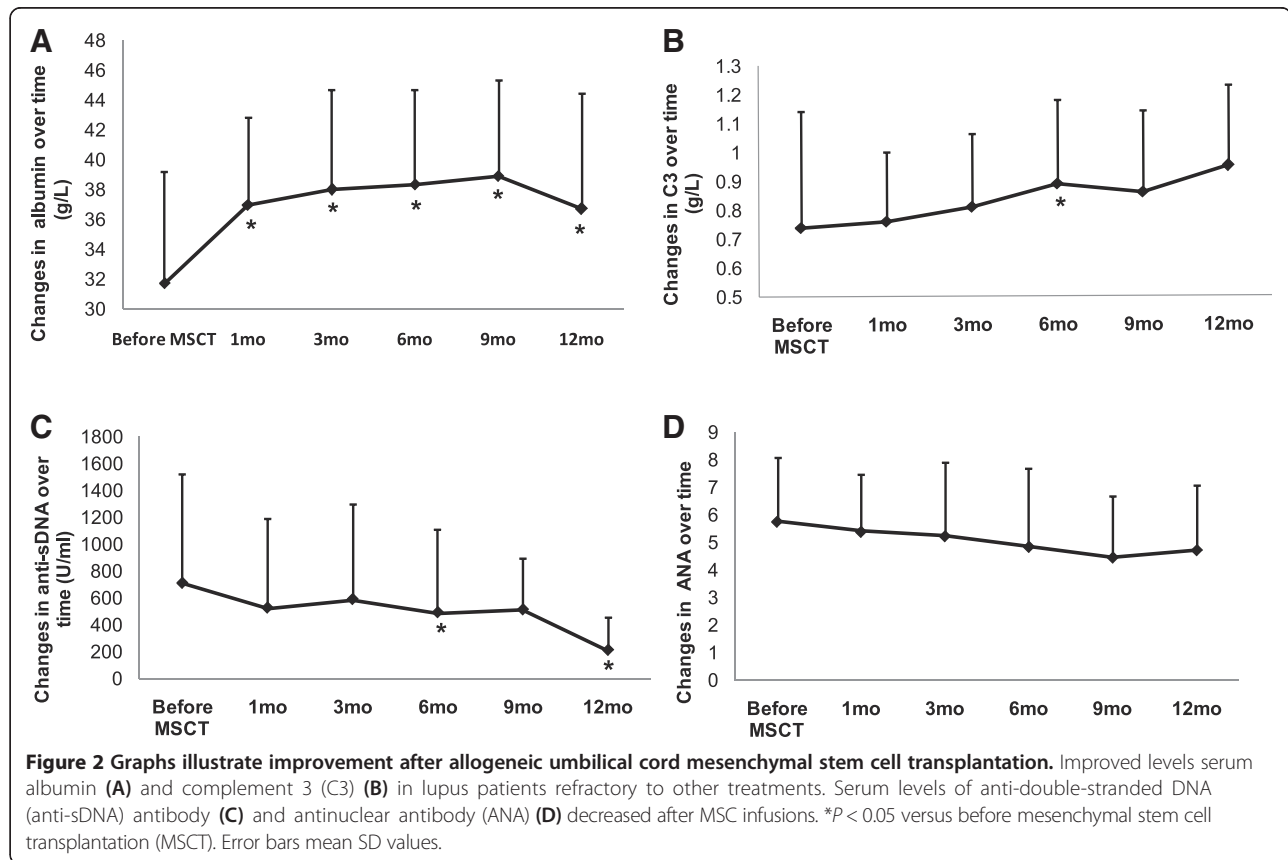 A
Changes in albumin over time
(g/L)
48
46
44
42
40
38
36
34
32
30
* * * * *
Before MSCT 1mo 3mo 6mo 9mo 12mo
B
Changes in C3 over time
(g/L)
1.3
1.2
1.1
1
0.9
0.8
0.7
0.6
0.5
*
Before 1mo 3mo 6mo 9mo 12mo
MSCT
C
Changes in anti-sDNA over
time (U/ml)
1800
1600
1400
1200
1000
800
600
400
200
0
* *
Before 1mo 3mo 6mo 9mo 12mo
MSCT
D
Changes in ANA over time
9
8
7
6
5
4
3
2
1
0
Before 1mo 3mo 6mo 9mo 12mo
MSCT
Figure 2 Graphs illustrate improvement after allogeneic umbilical cord mesenchymal stem cell transplantation. Improved levels serum
albumin (A) and complement 3 (C3) (B) in lupus patients refractory to other treatments. Serum levels of anti-double-stranded DNA
(anti-sDNA) antibody (C) and antinuclear antibody (ANA) (D) decreased after MSC infusions. *P < 0.05 versus before mesenchymal stem cell
transplantation (MSCT). Error bars mean SD values.